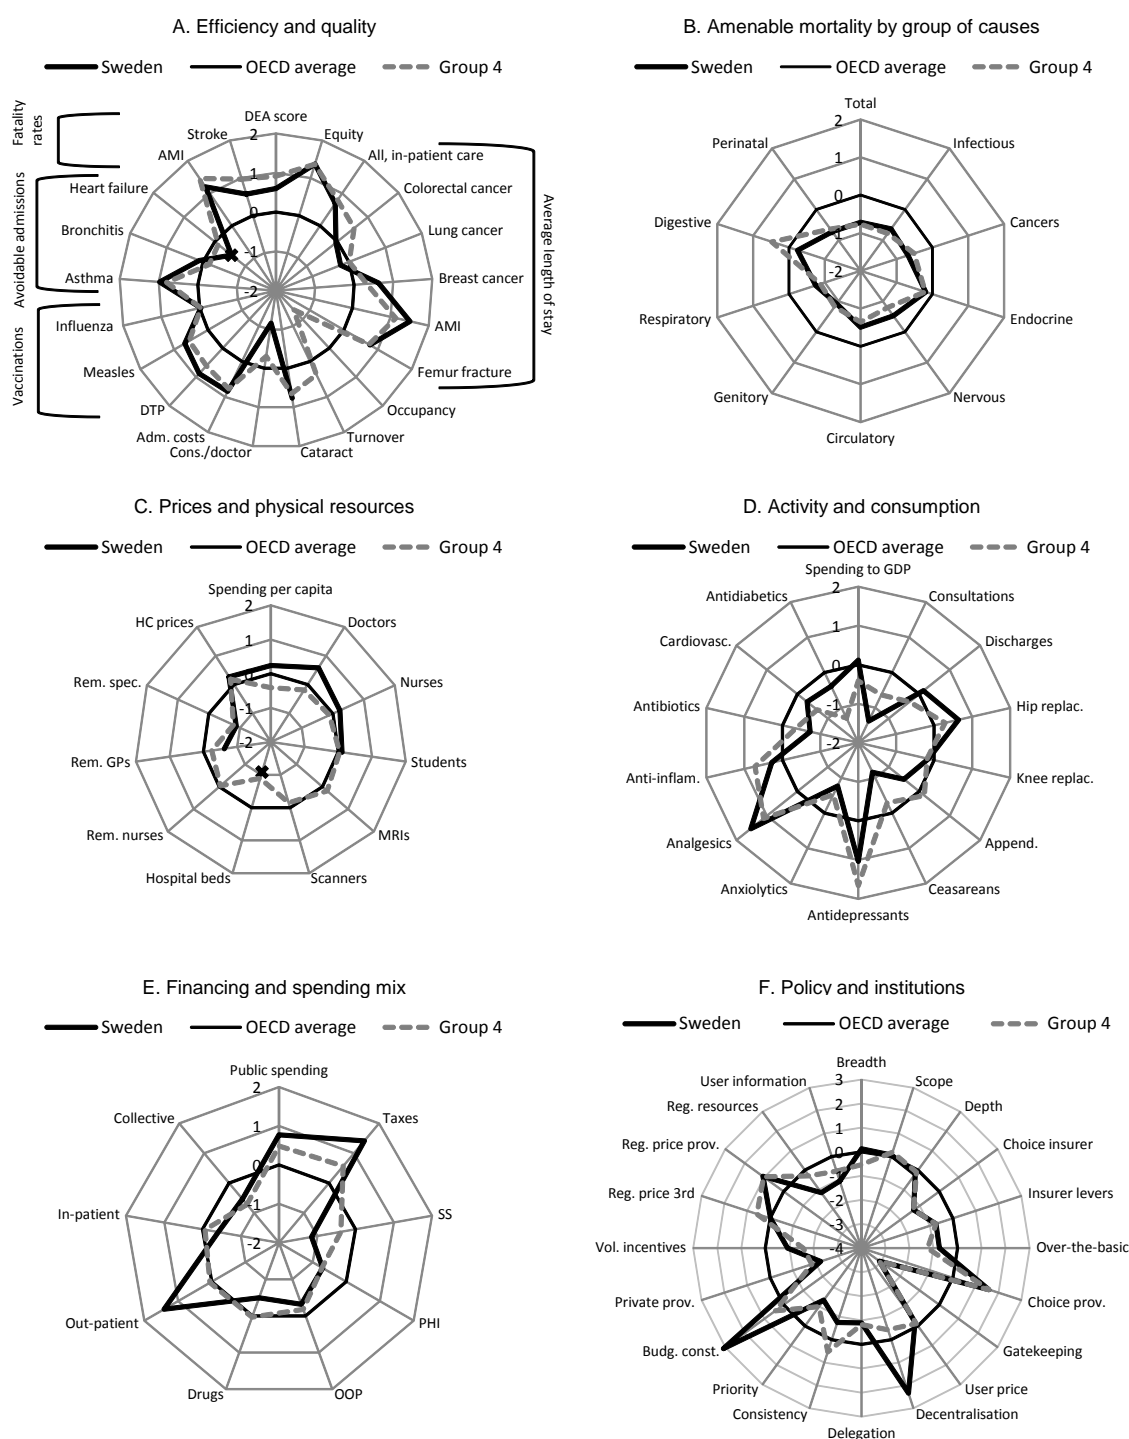 A. Efficiency and quality
Sweden OECD average Group 4
Fatality rates
Avoidable admissions
Vaccinations
Average length of stay
DEA score
Equity
All, in-patient care
Colorectal cancer
Lung cancer
Breast cancer
AMI
Femur fracture
Occupancy
Turnover
Cataract
Cons./doctor
Adm. costs
DTP
Measles
Influenza
Asthma
Bronchitis
Heart failure
AMI
Stroke
2
1
0
-1
-2
B. Amenable mortality by group of causes
Sweden OECD average Group 4
Total
Infectious
Cancers
Endocrine
Nervous
Circulatory
Genitory
Respiratory
Digestive
Perinatal
2
1
0
-1
-2
C. Prices and physical resources
Sweden OECD average Group 4
Spending per capita
Doctors
Nurses
Students
MRIs
Scanners
Hospital beds
Rem. nurses
Rem. GPs
Rem. spec.
HC prices
2
1
0
-1
-2
D. Activity and consumption
Sweden OECD average Group 4
Spending to GDP
Consultations
Discharges
Hip replac.
Knee replac.
Append.
Ceasareans
Antidepressants
Anxiolytics
Analgesics
Anti-inflam.
Antibiotics
Cardiovasc.
Antidiabetics
2
1
0
-1
-2
E. Financing and spending mix
Sweden OECD average Group 4
Public spending
Taxes
SS
PHI
OOP
Drugs
Out-patient
In-patient
Collective
2
1
0
-1
-2
F. Policy and institutions
Sweden OECD average Group 4
Breadth
Scope
Depth
Choice insurer
Insurer levers
Over-the-basic
Choice prov.
Gatekeeping
User price
Decentralisation
Delegation
Consistency
Priority
Budg. const.
Private prov.
Vol. incentives
Reg. price 3rd
Reg. price prov.
Reg. resources
User information
3
2
1
0
-1
-2
-3
-4